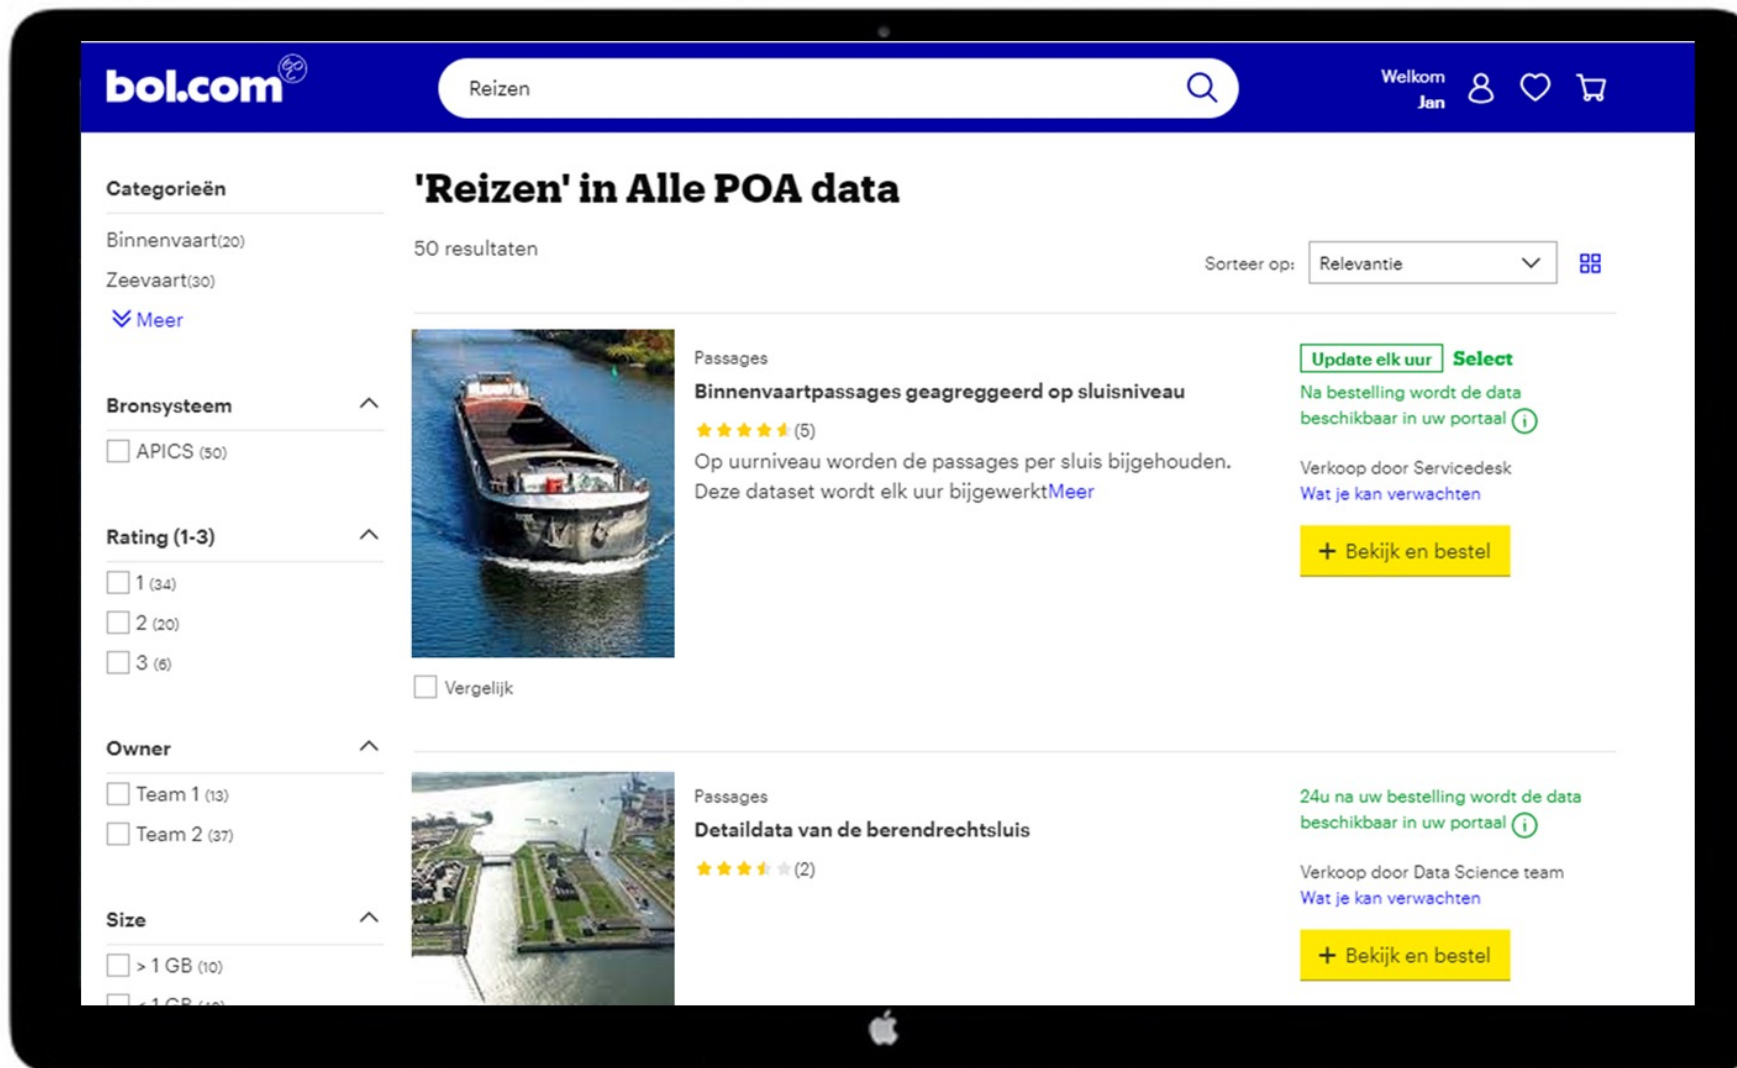 bol.com
Reizen
Welkom
Jan
Categorieën
Binnenvaart(20)
Zeevaart(30)
Meer
Bronsysteem
APICS (50)
Rating (1-3)
1 (34)
2 (20)
3 (6)
Owner
Team 1 (13)
Team 2 (37)
Size
> 1 GB (10)
'Reizen' in Alle POA data
50 resultaten
Sorteer op:
Relevantie
Passages
Binnenvaartpassages geagreggeerd op sluisniveau
(5)
Op uurniveau worden de passages per sluis bijgehouden.
Deze dataset wordt elk uur bijgewerktMeer
Vergelijk
Update elk uur Select
Na bestelling wordt de data
beschikbaar in uw portaal
Verkoop door Servicedesk
Wat je kan verwachten
+ Bekijk en bestel
Passages
Detaildata van de berendrechtsluis
(2)
24u na uw bestelling wordt de data
beschikbaar in uw portaal
Verkoop door Data Science team
Wat je kan verwachten
+ Bekijk en bestel